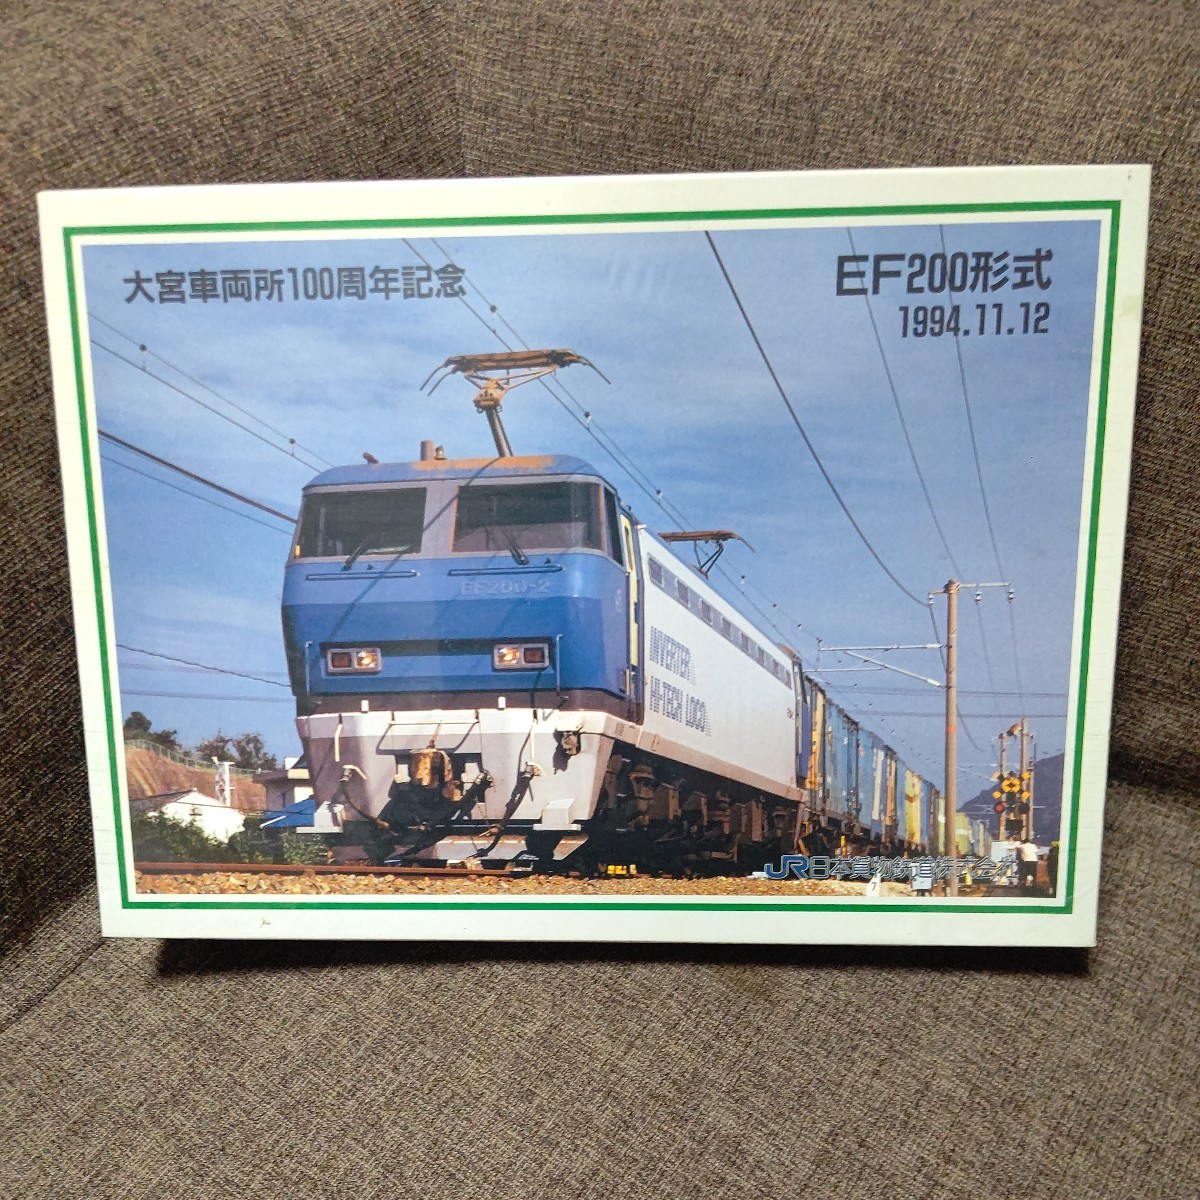 大宮車両所100周年記念
EF200形式
1994.11.12
EF200-2
INVERTER
HI-TECH LOCO
JR日本貨物鉄道株式会社